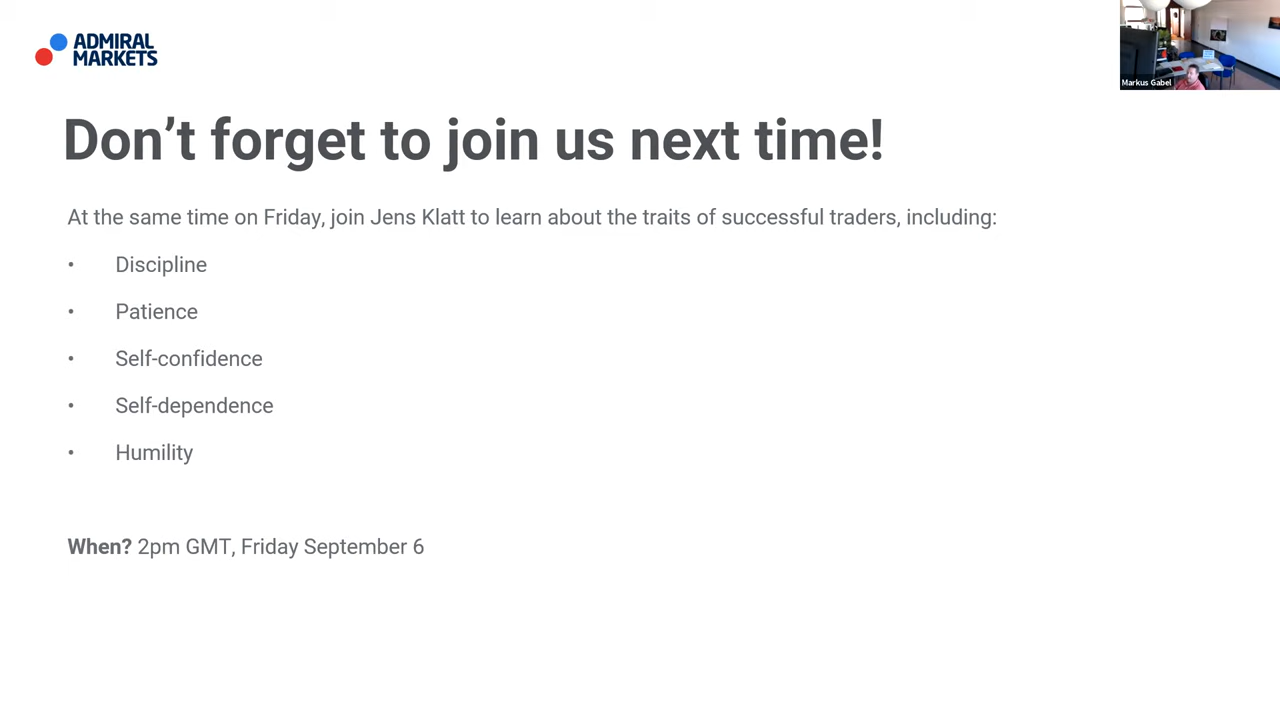 ADMIRAL
MARKETS
Markus Gabel
Don’t forget to join us next time!
At the same time on Friday, join Jens Klatt to learn about the traits of successful traders, including:
• Discipline
• Patience
• Self-confidence
• Self-dependence
• Humility
When? 2pm GMT, Friday September 6